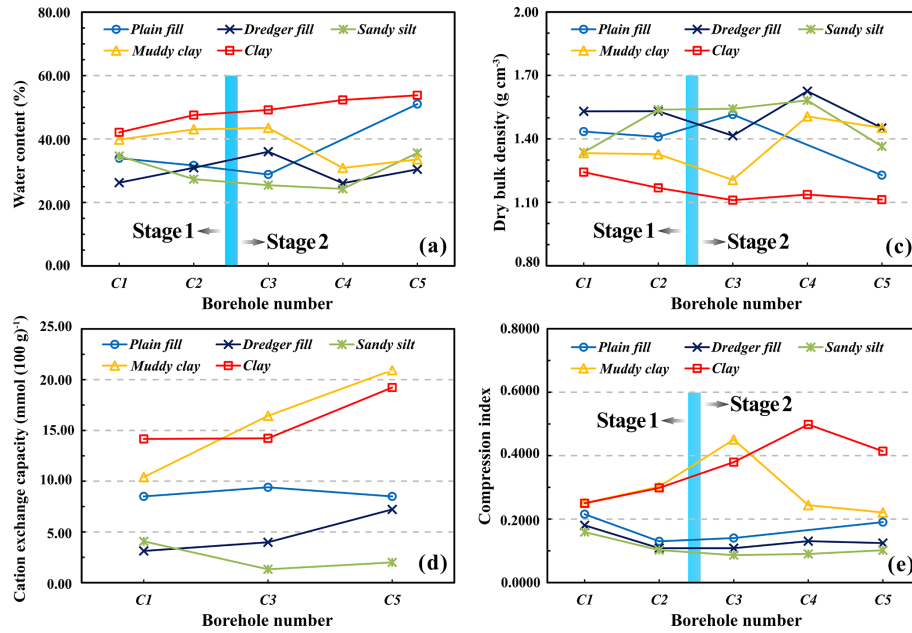 (a)
Plain fill
Dredger fill
Sandy silt
Muddy clay
Clay
80.00
60.00
40.00
20.00
0.00
Water content (%)
Stage 1
Stage 2
C1 C2 C3 C4 C5
Borehole number
(c)
Plain fill
Dredger fill
Sandy silt
Muddy clay
Clay
2.00
1.70
1.40
1.10
0.80
Dry bulk density (g cm⁻³)
Stage 1
Stage 2
C1 C2 C3 C4 C5
Borehole number
(d)
Plain fill
Dredger fill
Sandy silt
Muddy clay
Clay
25.00
20.00
15.00
10.00
5.00
0.00
Cation exchange capacity (mmol (100 g)⁻¹)
C1 C3 C5
Borehole number
(e)
Plain fill
Dredger fill
Sandy silt
Muddy clay
Clay
0.8000
0.6000
0.4000
0.2000
0.0000
Compression index
Stage 1
Stage 2
C1 C2 C3 C4 C5
Borehole number